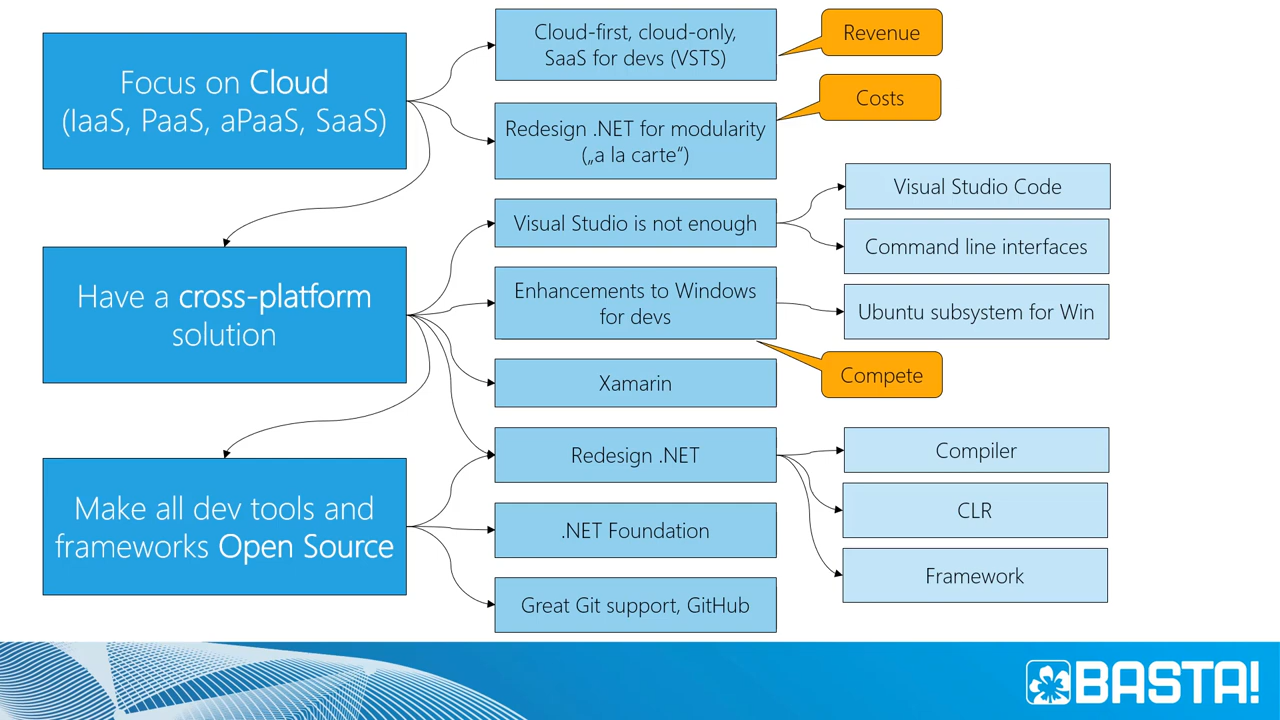 Focus on Cloud
(IaaS, PaaS, aPaaS, SaaS)
Cloud-first, cloud-only,
SaaS for devs (VSTS)
Revenue
Redesign .NET for modularity
(„a la carte“)
Costs
Have a cross-platform
solution
Visual Studio is not enough
Visual Studio Code
Command line interfaces
Enhancements to Windows
for devs
Ubuntu subsystem for Win
Compete
Xamarin
Make all dev tools and
frameworks Open Source
Redesign .NET
Compiler
CLR
Framework
.NET Foundation
Great Git support, GitHub
BASTA!